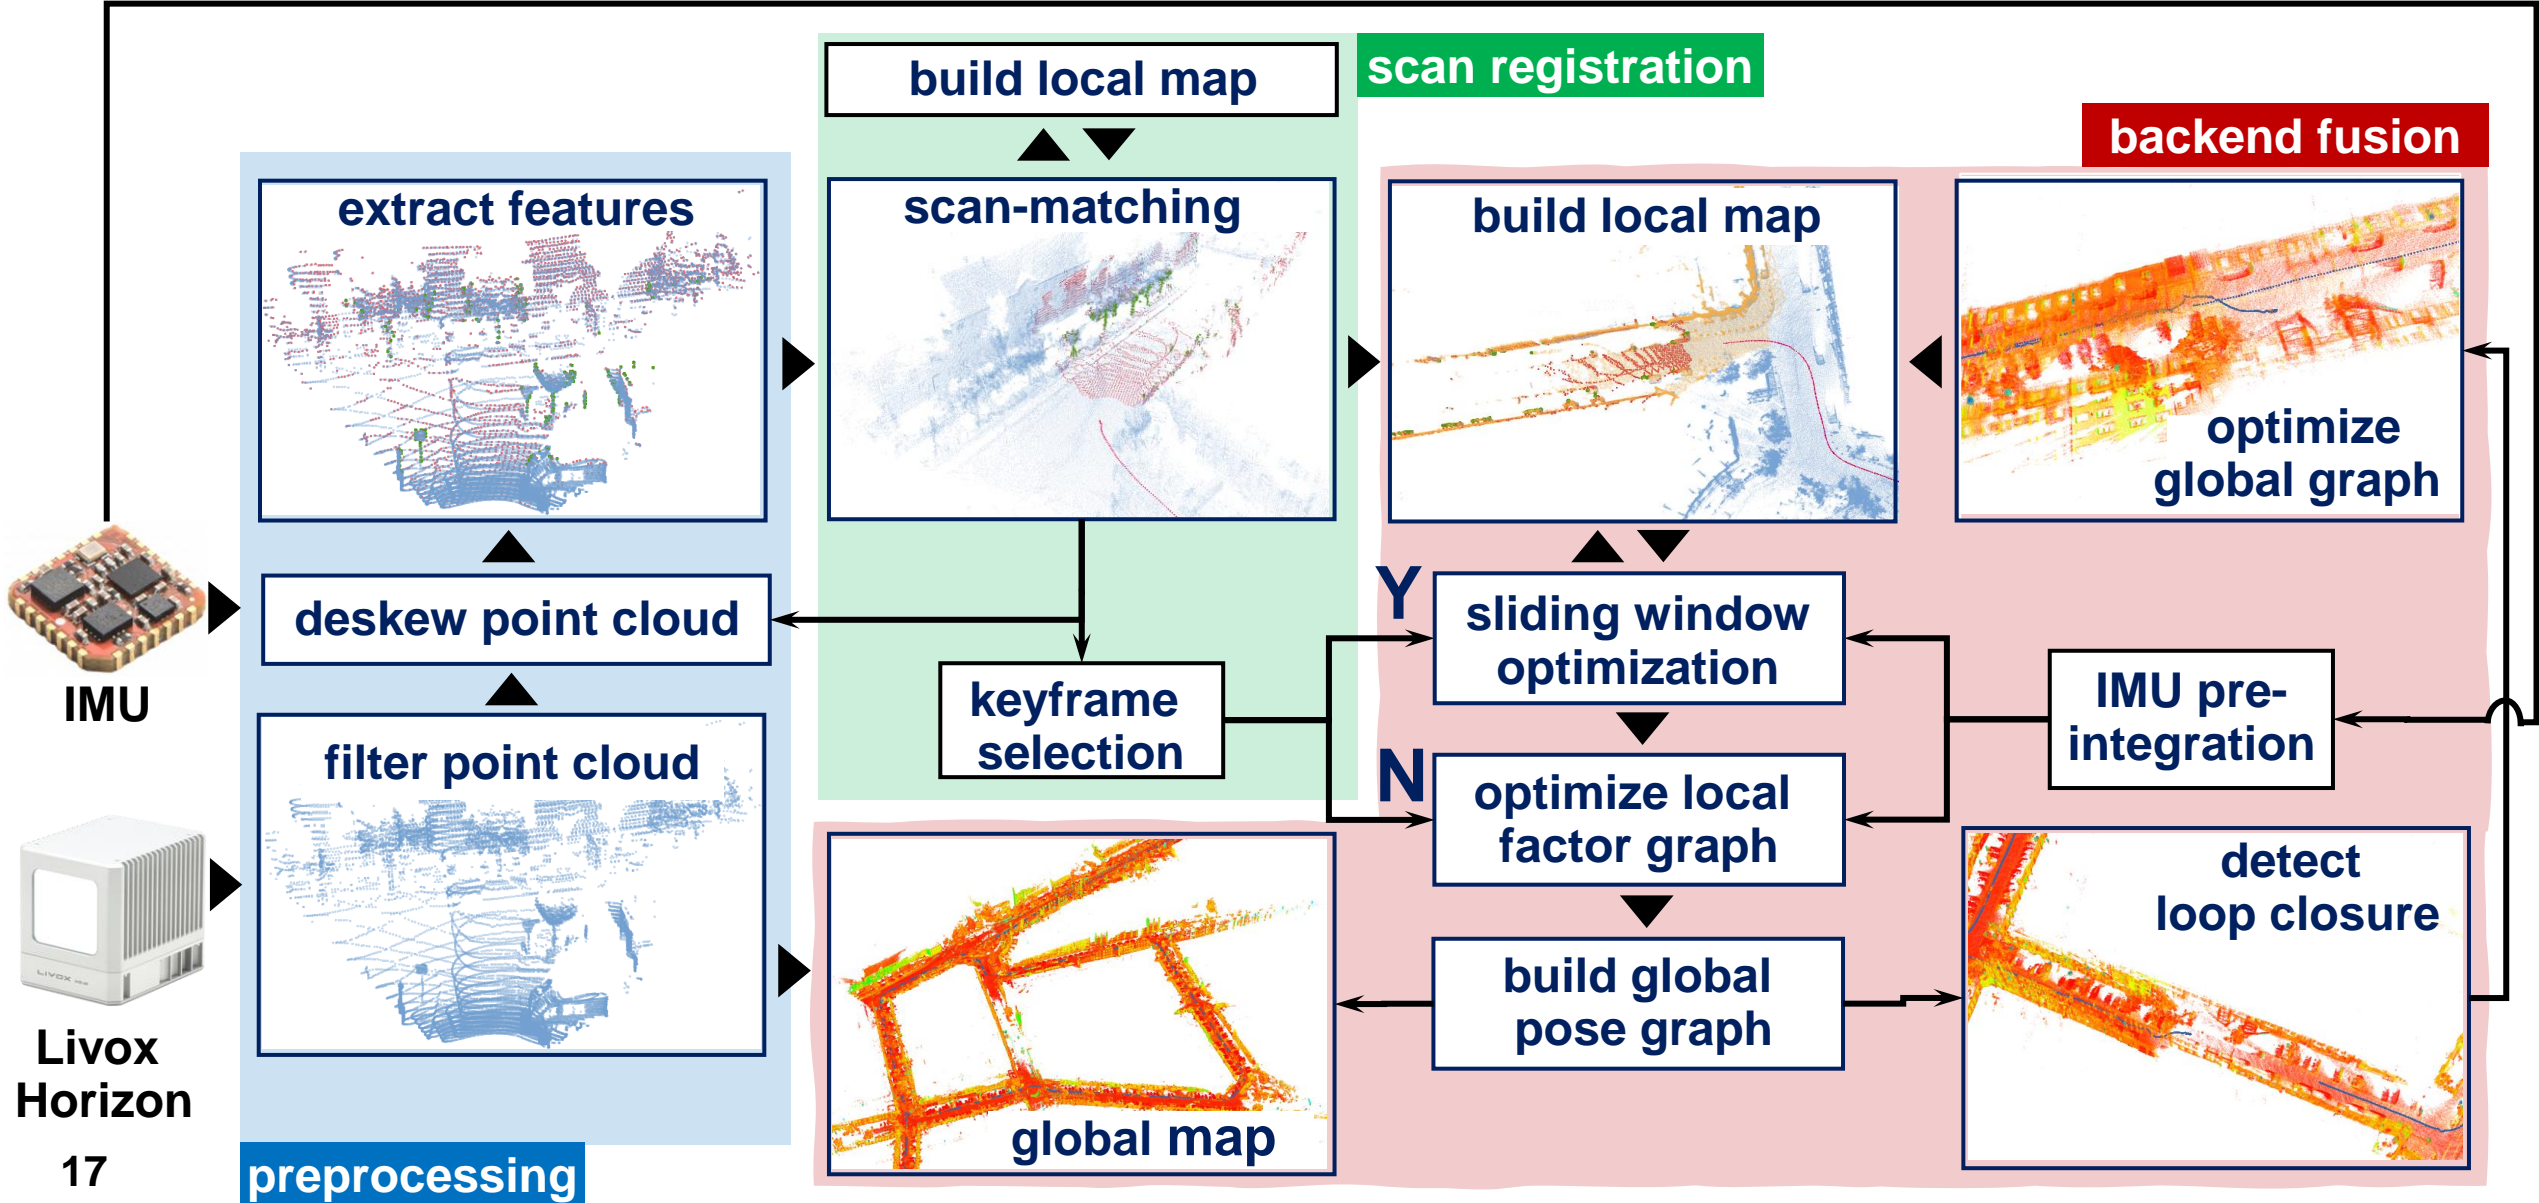 build local map
scan registration
backend fusion
extract features
scan-matching
build local map
optimize
global graph
deskew point cloud
IMU
Y
sliding window
optimization
keyframe
selection
IMU pre-
integration
N
optimize local
factor graph
filter point cloud
detect
loop closure
LIVOX
Livox
Horizon
build global
pose graph
global map
17
preprocessing